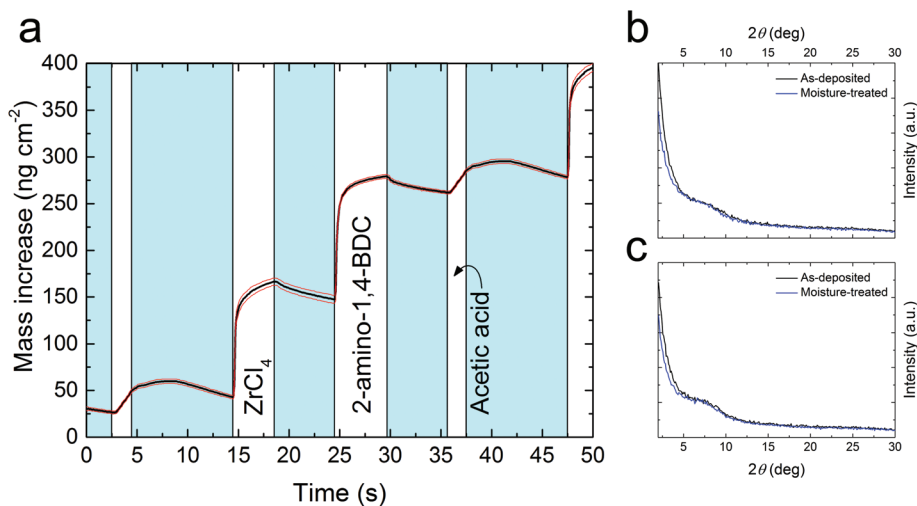 a
Mass increase (ng cm⁻²)
400
350
300
250
200
150
100
50
0
ZrCl₄
2-amino-1,4-BDC
Acetic acid
0 5 10 15 20 25 30 35 40 45 50
Time (s)
b
2θ (deg)
5 10 15 20 25 30
As-deposited
Moisture-treated
Intensity (a.u.)
c
As-deposited
Moisture-treated
Intensity (a.u.)
5 10 15 20 25 30
2θ (deg)